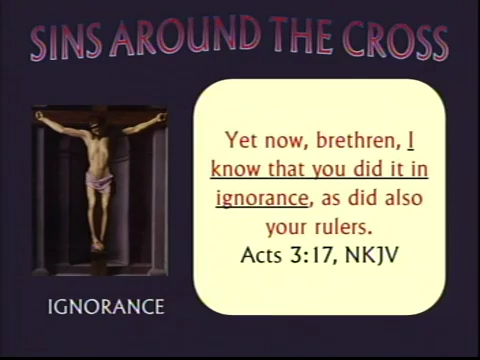 SINS AROUND THE CROSS
Yet now, brethren, I
know that you did it in
ignorance, as did also
your rulers.
Acts 3:17, NKJV
IGNORANCE